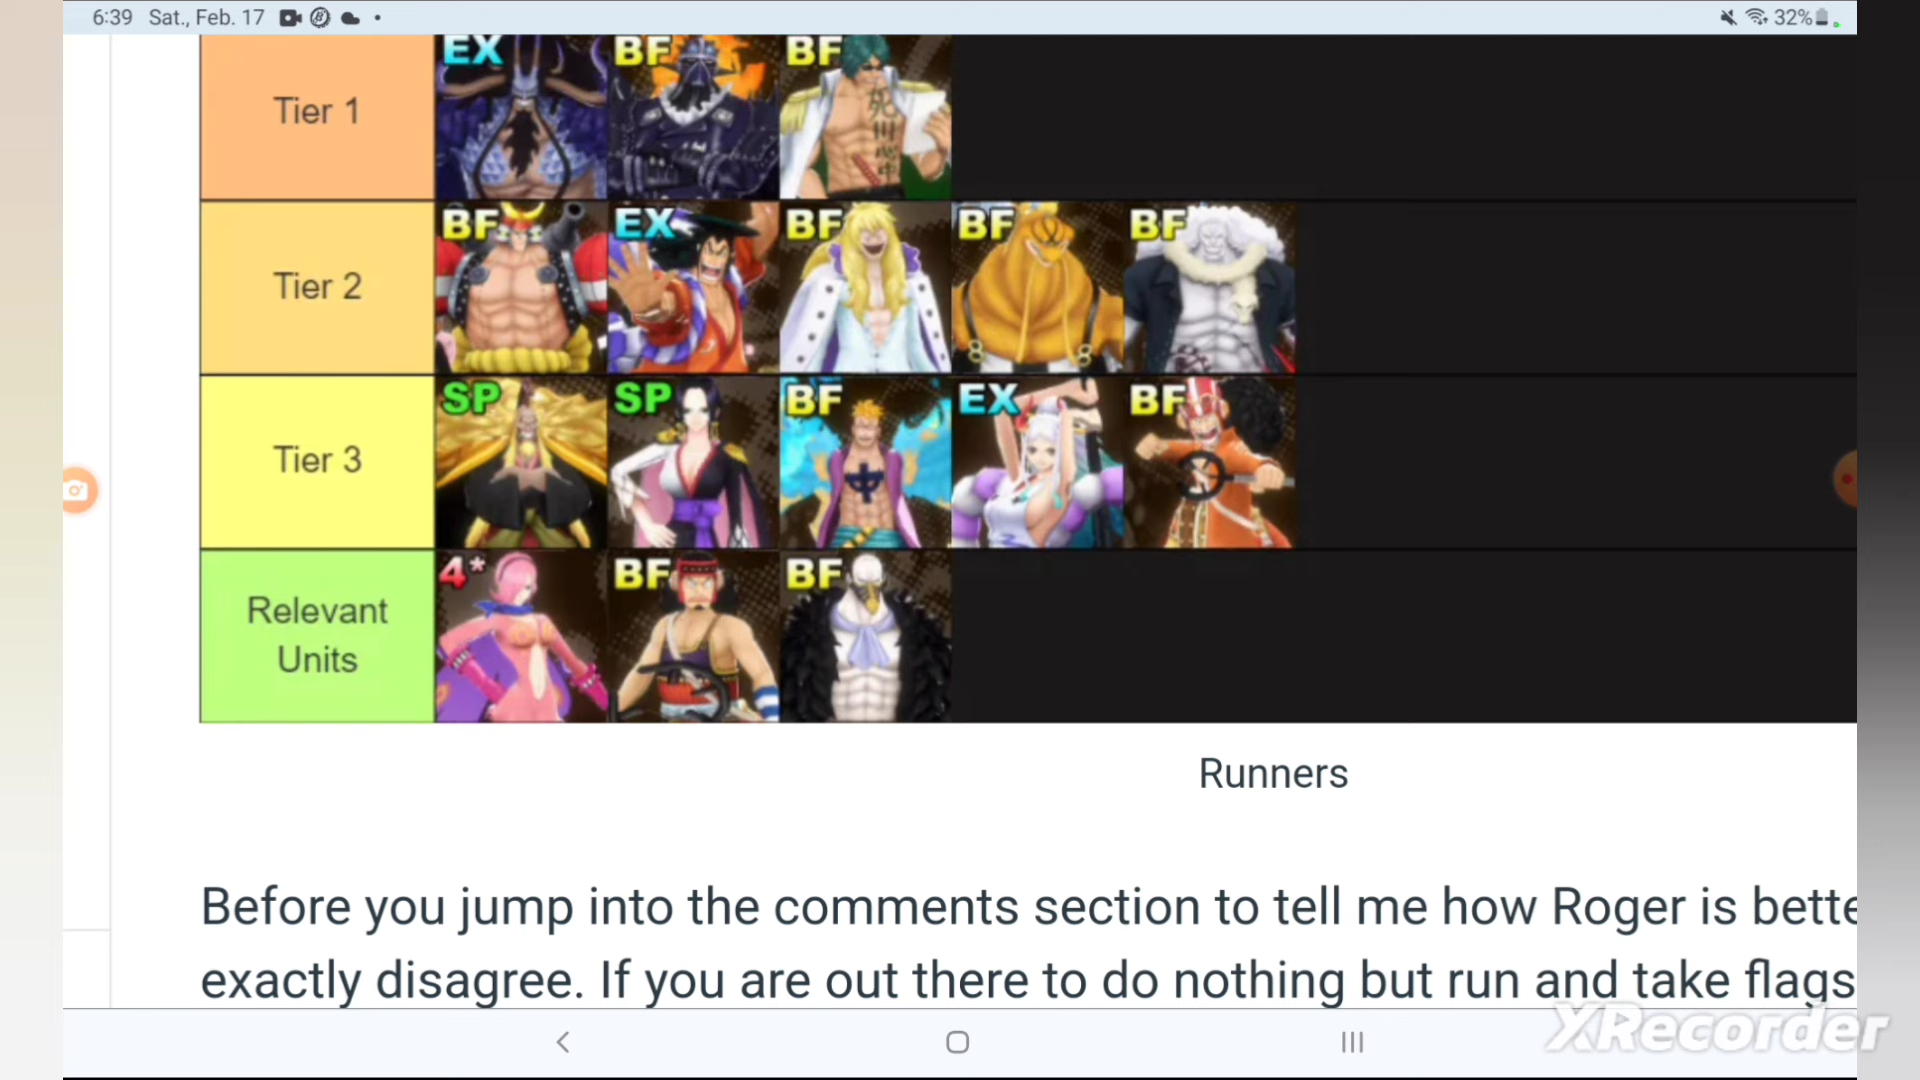 6:39 Sat., Feb. 17
32%
Tier 1
EX BF BF
Tier 2
BF EX BF BF BF
Tier 3
SP SP BF EX BF
Relevant
Units
4* BF BF
Runners
Before you jump into the comments section to tell me how Roger is bette
exactly disagree. If you are out there to do nothing but run and take flags
XRecorder